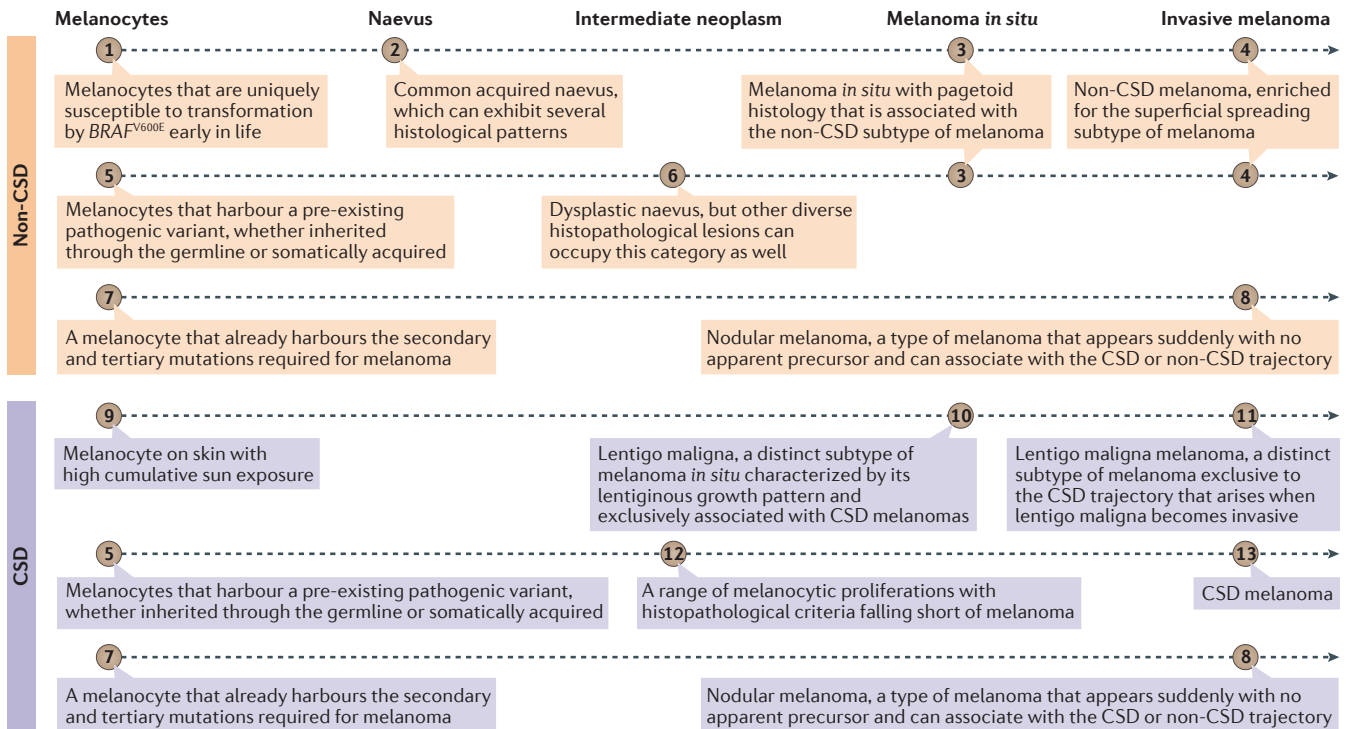 Melanocytes
Naevus
Intermediate neoplasm
Melanoma in situ
Invasive melanoma
Non-CSD
1
2
3
4
Melanocytes that are uniquely
susceptible to transformation
by BRAFV600E early in life
Common acquired naevus,
which can exhibit several
histological patterns
Melanoma in situ with pagetoid
histology that is associated with
the non-CSD subtype of melanoma
Non-CSD melanoma, enriched
for the superficial spreading
subtype of melanoma
5
6
3
4
Melanocytes that harbour a pre-existing
pathogenic variant, whether inherited
through the germline or somatically acquired
Dysplastic naevus, but other diverse
histopathological lesions can
occupy this category as well
7
8
A melanocyte that already harbours the secondary
and tertiary mutations required for melanoma
Nodular melanoma, a type of melanoma that appears suddenly with no
apparent precursor and can associate with the CSD or non-CSD trajectory
CSD
9
10
11
Melanocyte on skin with
high cumulative sun exposure
Lentigo maligna, a distinct subtype of
melanoma in situ characterized by its
lentiginous growth pattern and
exclusively associated with CSD melanomas
Lentigo maligna melanoma, a distinct
subtype of melanoma exclusive to
the CSD trajectory that arises when
lentigo maligna becomes invasive
5
12
13
Melanocytes that harbour a pre-existing pathogenic variant,
whether inherited through the germline or somatically acquired
A range of melanocytic proliferations with
histopathological criteria falling short of melanoma
CSD melanoma
7
8
A melanocyte that already harbours the secondary
and tertiary mutations required for melanoma
Nodular melanoma, a type of melanoma that appears suddenly with no
apparent precursor and can associate with the CSD or non-CSD trajectory